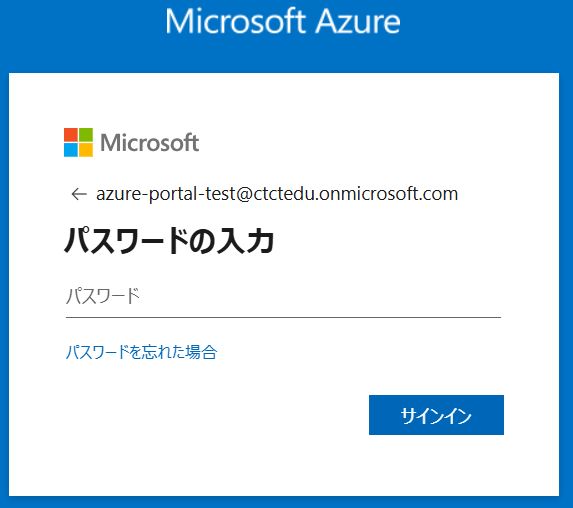 Microsoft Azure
Microsoft
← azure-portal-test@ctctedu.onmicrosoft.com
パスワードの入力
パスワード
パスワードを忘れた場合
サインイン